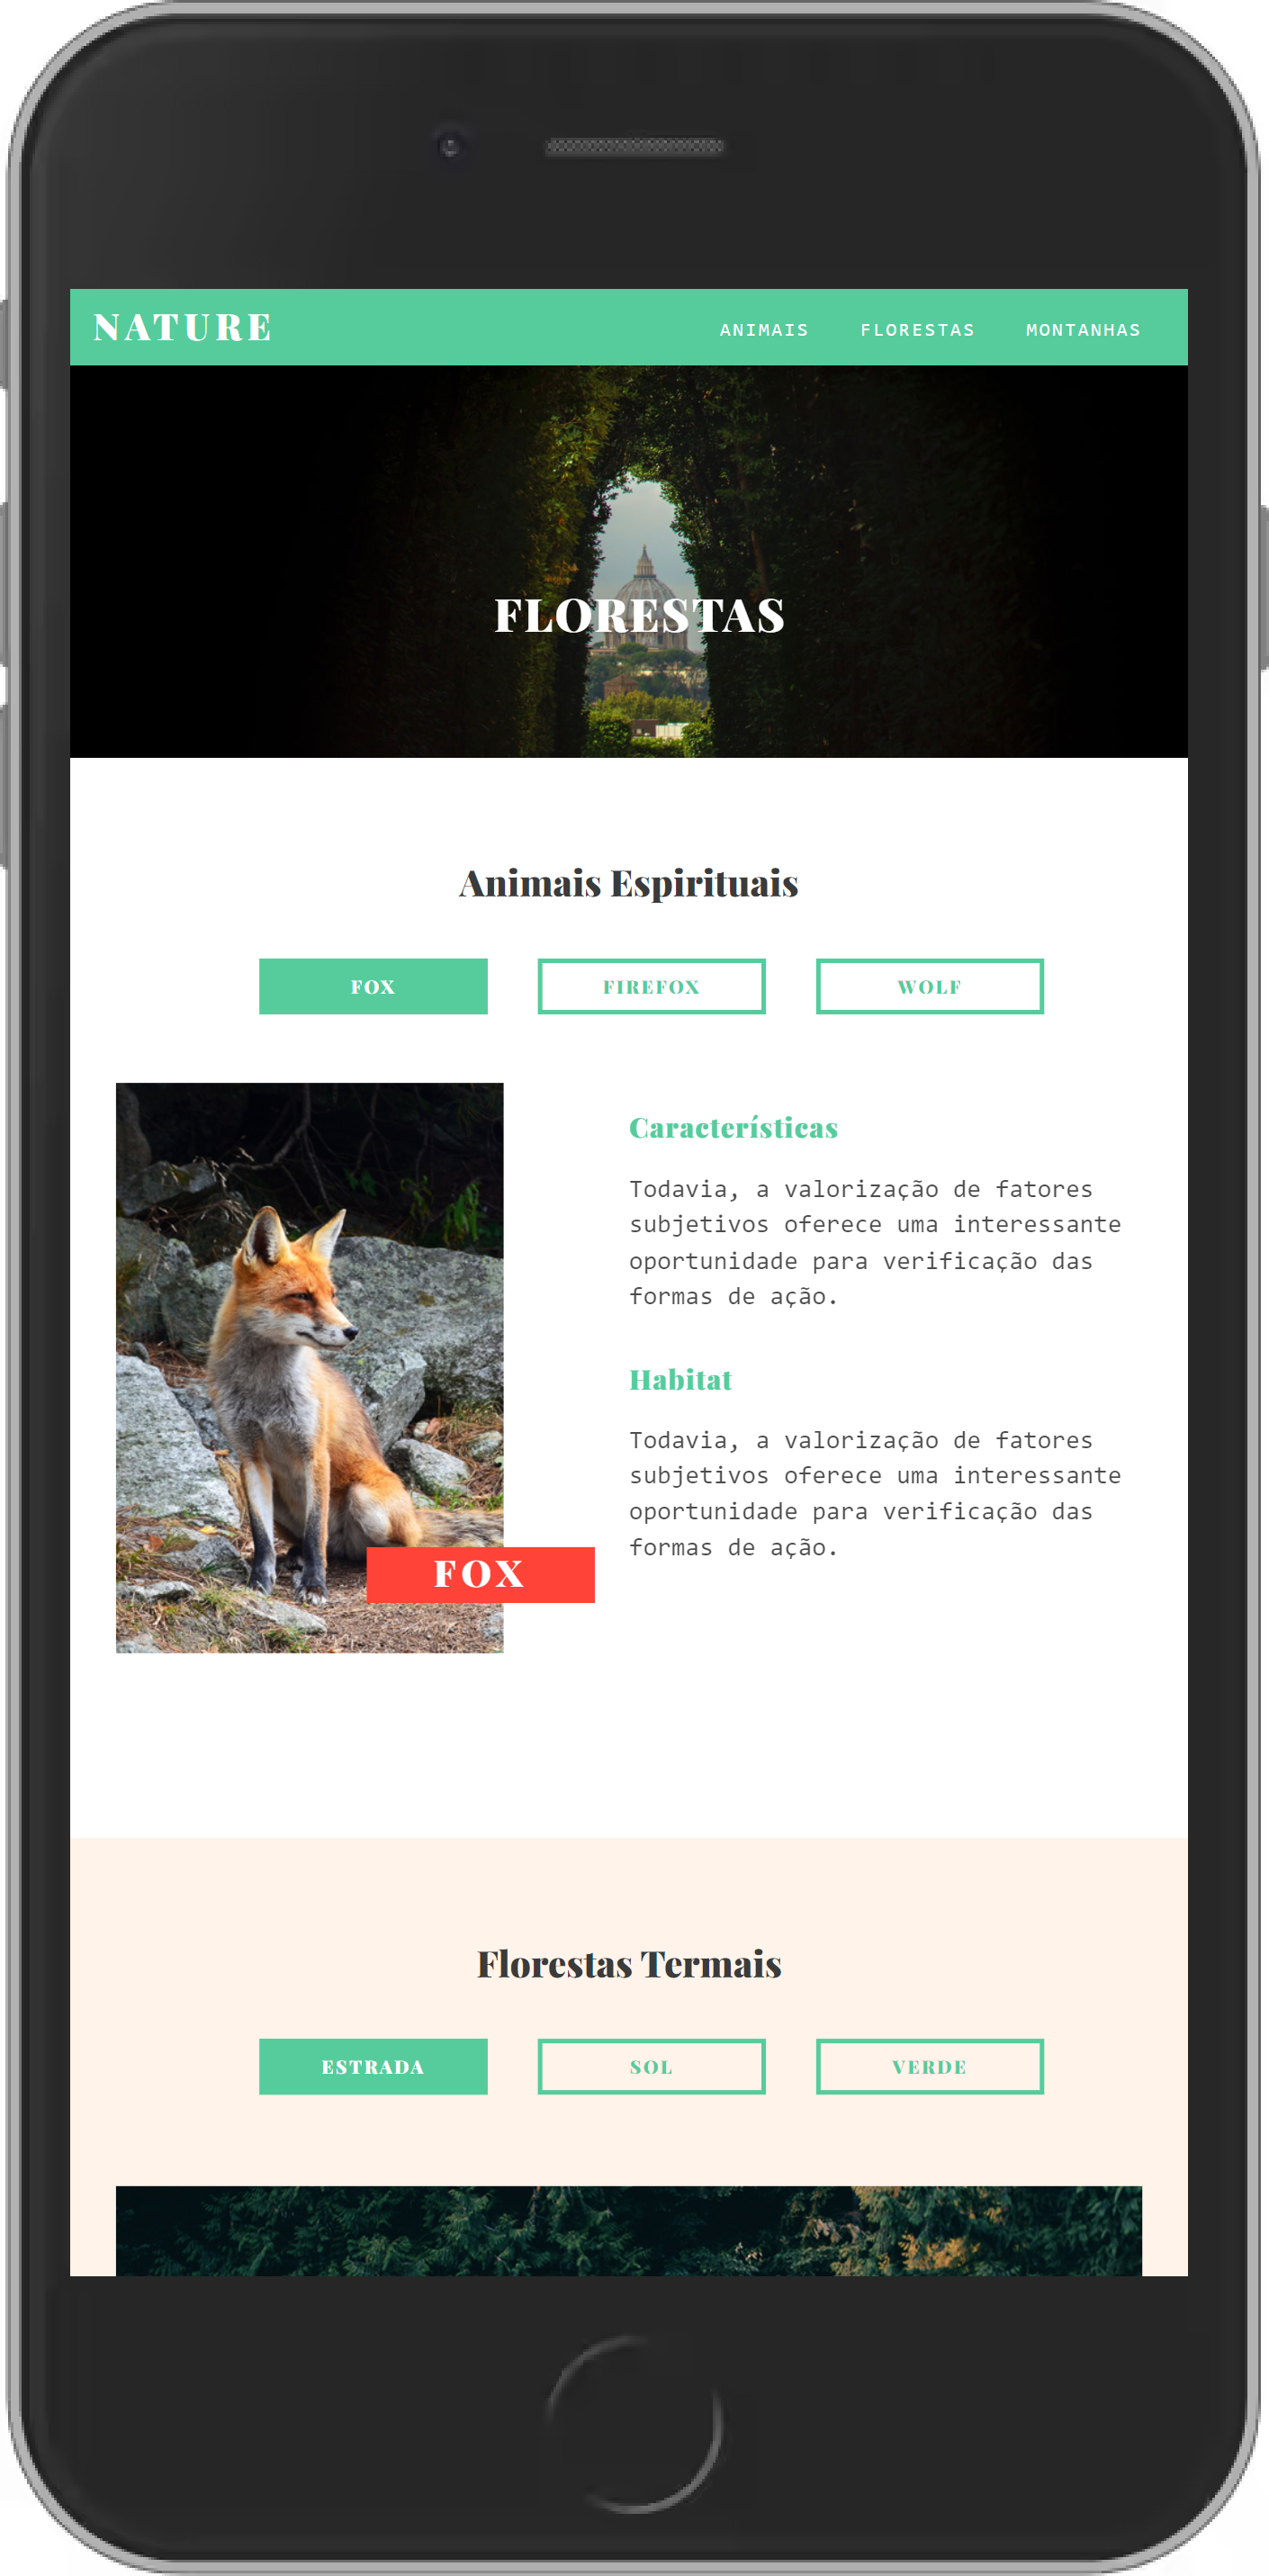 NATURE
ANIMAIS FLORESTAS MONTANHAS
FLORESTAS
Animais Espirituais
FOX FIREFOX WOLF
Características
Todavia, a valorização de fatores
subjetivos oferece uma interessante
oportunidade para verificação das
formas de ação.
Habitat
Todavia, a valorização de fatores
subjetivos oferece uma interessante
oportunidade para verificação das
formas de ação.
FOX
Florestas Termais
ESTRADA SOL VERDE